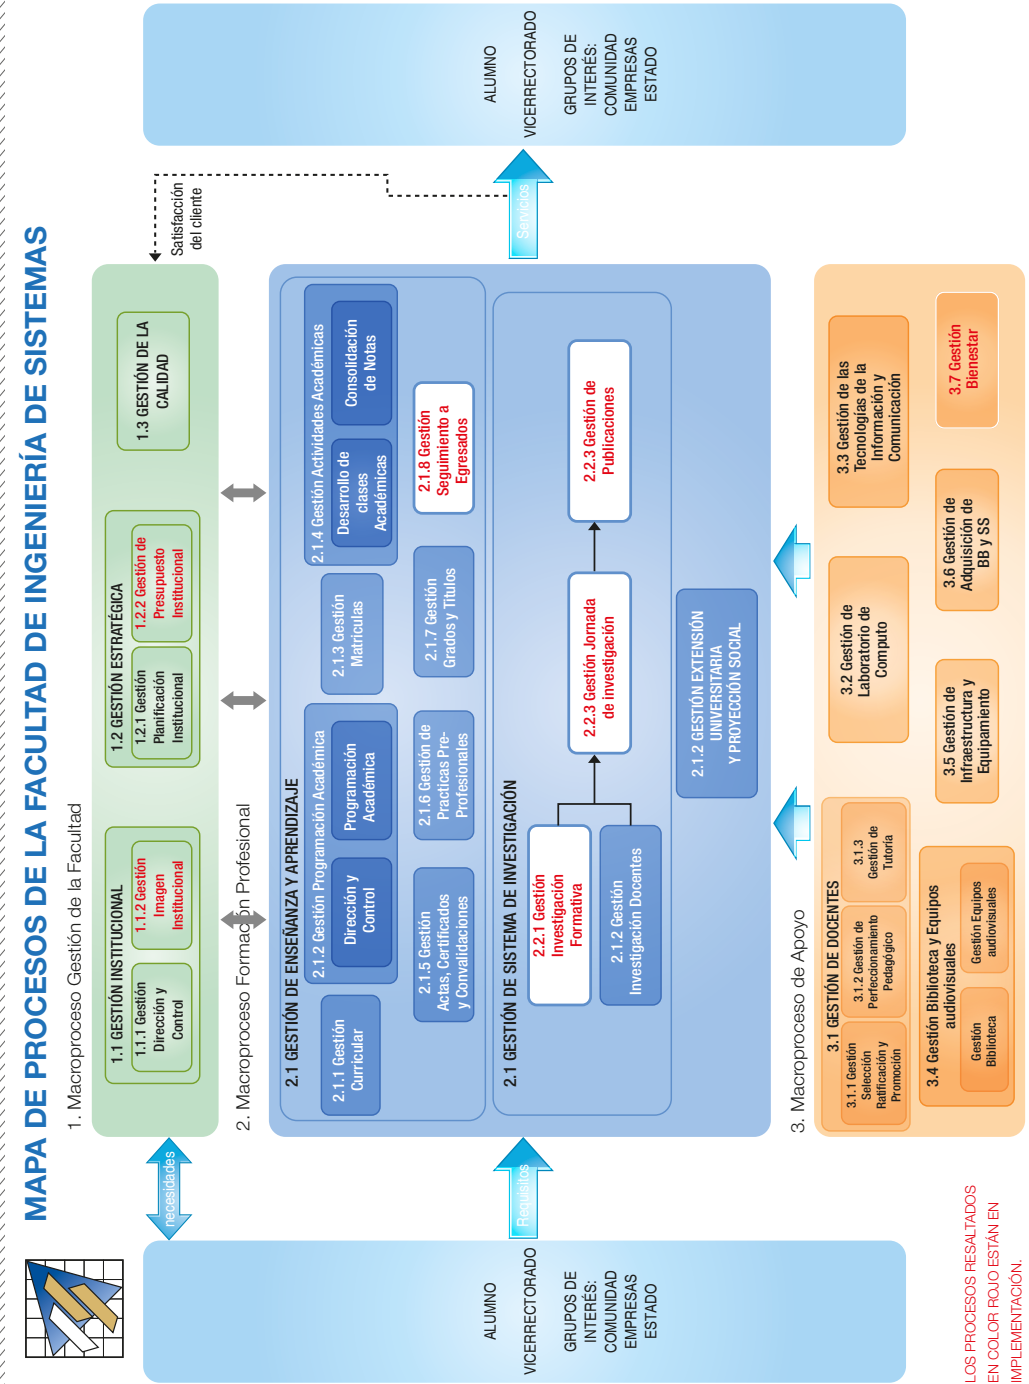 MAPA DE PROCESOS DE LA FACULTAD DE INGENIERÍA DE SISTEMAS
1. Macroproceso Gestión de la Facultad
necesidades
1.1 GESTIÓN INSTITUCIONAL
1.1.1 Gestión
Dirección y
Control
1.1.2 Gestión
Imagen
Institucional
1.2 GESTIÓN ESTRATÉGICA
1.2.1 Gestión
Planificación
Institucional
1.2.2 Gestión de
Presupuesto
Institucional
1.3 GESTIÓN DE LA
CALIDAD
Satisfacción
del cliente
2. Macroproceso Formación Profesional
ALUMNO
VICERRECTORADO
GRUPOS DE
INTERÉS:
COMUNIDAD
EMPRESAS
ESTADO
Requisitos
2.1 GESTIÓN DE ENSEÑANZA Y APRENDIZAJE
2.1.1 Gestión
Curricular
2.1.2 Gestión Programación Académica
Dirección y
Control
Programación
Académica
2.1.3 Gestión
Matriculas
2.1.4 Gestión Actividades Académicas
Desarrollo de
clases
Académicas
Consolidación
de Notas
2.1.5 Gestión
Actas, Certificados
y Convalidaciones
2.1.6 Gestión de
Practicas Pre-
Profesionales
2.1.7 Gestión
Grados y Titulos
2.1.8 Gestión
Seguimiento a
Egresados
2.1 GESTIÓN DE SISTEMA DE INVESTIGACIÓN
2.2.1 Gestión
Investigación
Formativa
2.1.2 Gestión
Investigación Docentes
2.2.3 Gestión Jornada
de investigación
2.2.3 Gestión de
Publicaciones
2.1.2 GESTIÓN EXTENSIÓN
UNIVERSITARIA
Y PROYECCIÓN SOCIAL
Servicios
ALUMNO
VICERRECTORADO
GRUPOS DE
INTERÉS:
COMUNIDAD
EMPRESAS
ESTADO
3. Macroproceso de Apoyo
3.1 GESTIÓN DE DOCENTES
3.1.1 Gestión
Selección
Ratificación y
Promoción
3.1.2 Gestión de
Perfeccionamiento
Pedagógico
3.1.3
Gestión de
Tutoría
3.2 Gestión de
Laboratorio de
Computo
3.3 Gestión de las
Tecnologías de la
Información y
Comunicación
3.4 Gestión Biblioteca y Equipos
audiovisuales
Gestión
Biblioteca
Gestión Equipos
audiovisuales
3.5 Gestión de
Infraestructura y
Equipamiento
3.6 Gestión de
Adquisición de
BB y SS
3.7 Gestión
Bienestar
LOS PROCESOS RESALTADOS
EN COLOR ROJO ESTÁN EN
IMPLEMENTACIÓN.